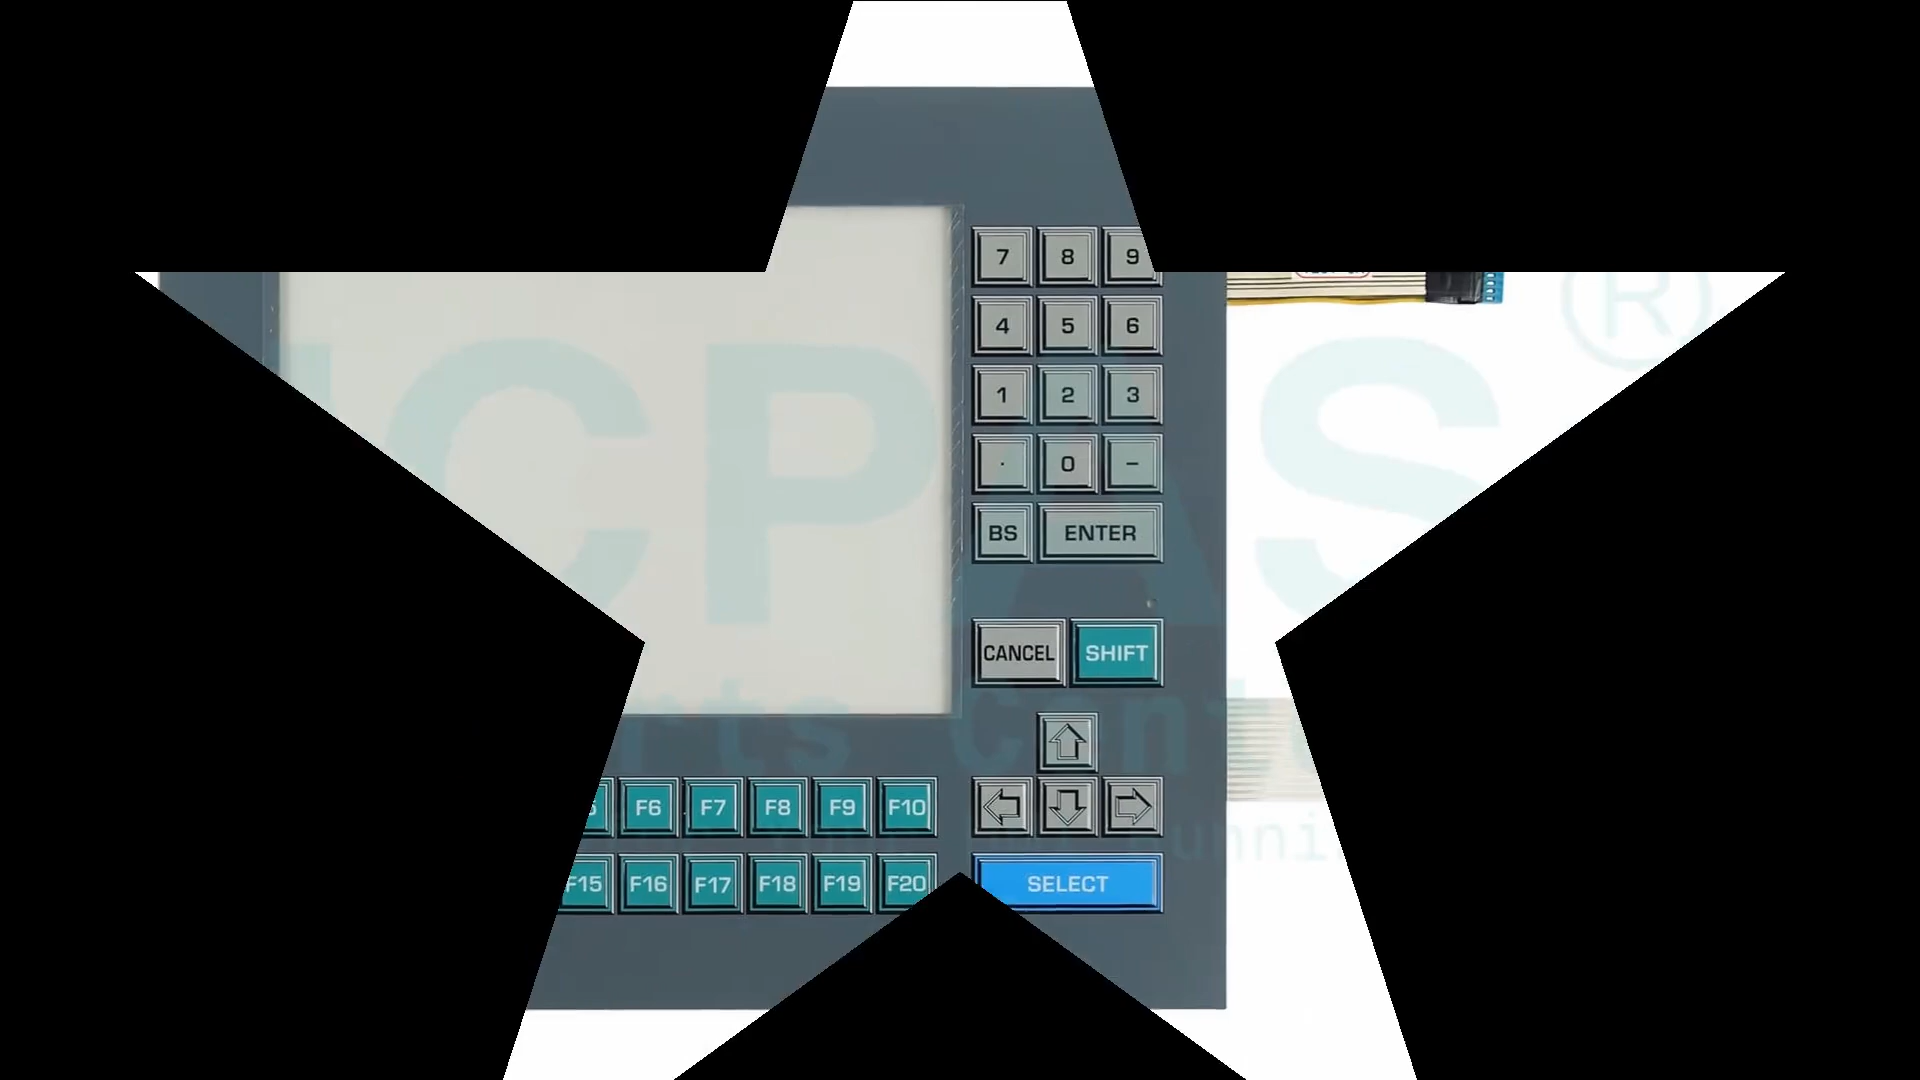 7 8 9
®
4 5 6
CPAS
1 2 3
. 0 -
BS ENTER
CANCEL SHIFT
F6 F7 F8 F9 F10
F15 F16 F17 F18 F19 F20
SELECT